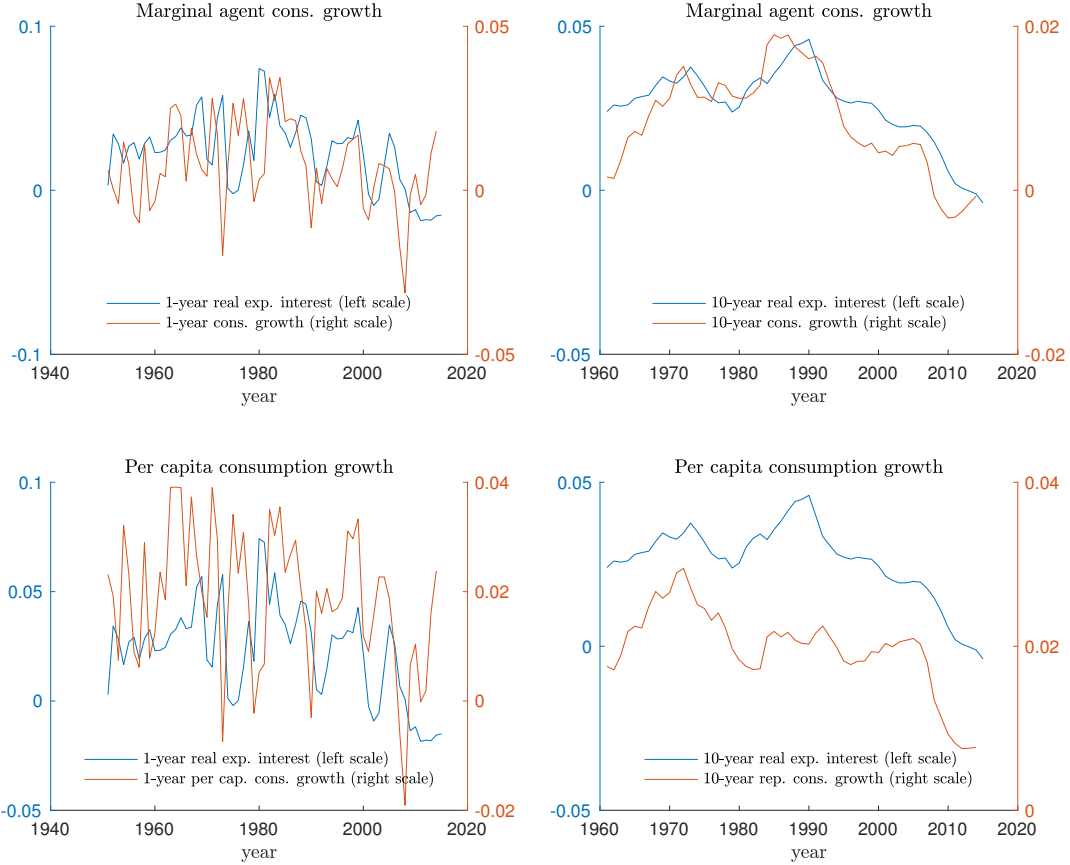 Marginal agent cons. growth
0.1
0
-0.1
0.05
0
-0.05
1-year real exp. interest (left scale)
1-year cons. growth (right scale)
1940 1960 1980 2000 2020
year
Marginal agent cons. growth
0.05
0
-0.05
0.02
0
-0.02
10-year real exp. interest (left scale)
10-year cons. growth (right scale)
1960 1970 1980 1990 2000 2010 2020
year
Per capita consumption growth
0.1
0.05
0
-0.05
0.04
0.02
0
-0.02
1-year real exp. interest (left scale)
1-year per cap. cons. growth (right scale)
1940 1960 1980 2000 2020
year
Per capita consumption growth
0.05
0
-0.05
0.04
0.02
0
10-year real exp. interest (left scale)
10-year rep. cons. growth (right scale)
1960 1970 1980 1990 2000 2010 2020
year